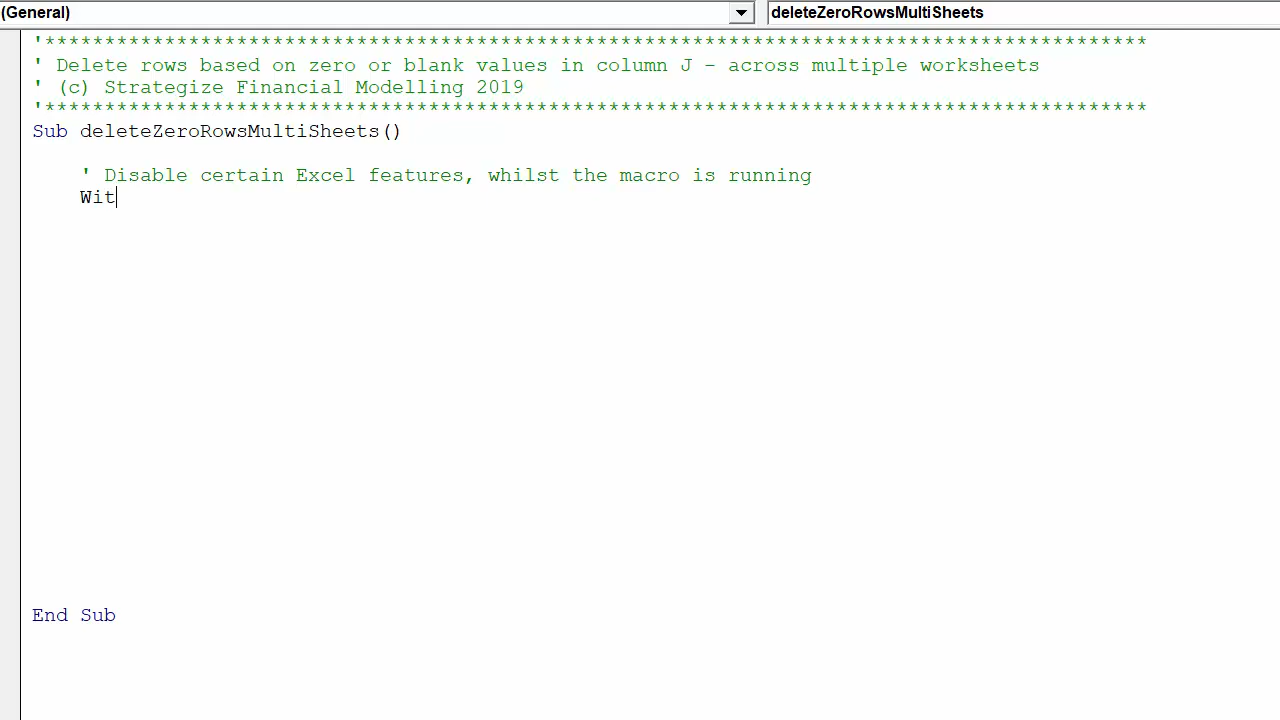 (General) deleteZeroRowsMultiSheets
'********************************************************************************************
' Delete rows based on zero or blank values in column J - across multiple worksheets
' (c) Strategize Financial Modelling 2019
'********************************************************************************************
Sub deleteZeroRowsMultiSheets()
' Disable certain Excel features, whilst the macro is running
Wit
End Sub